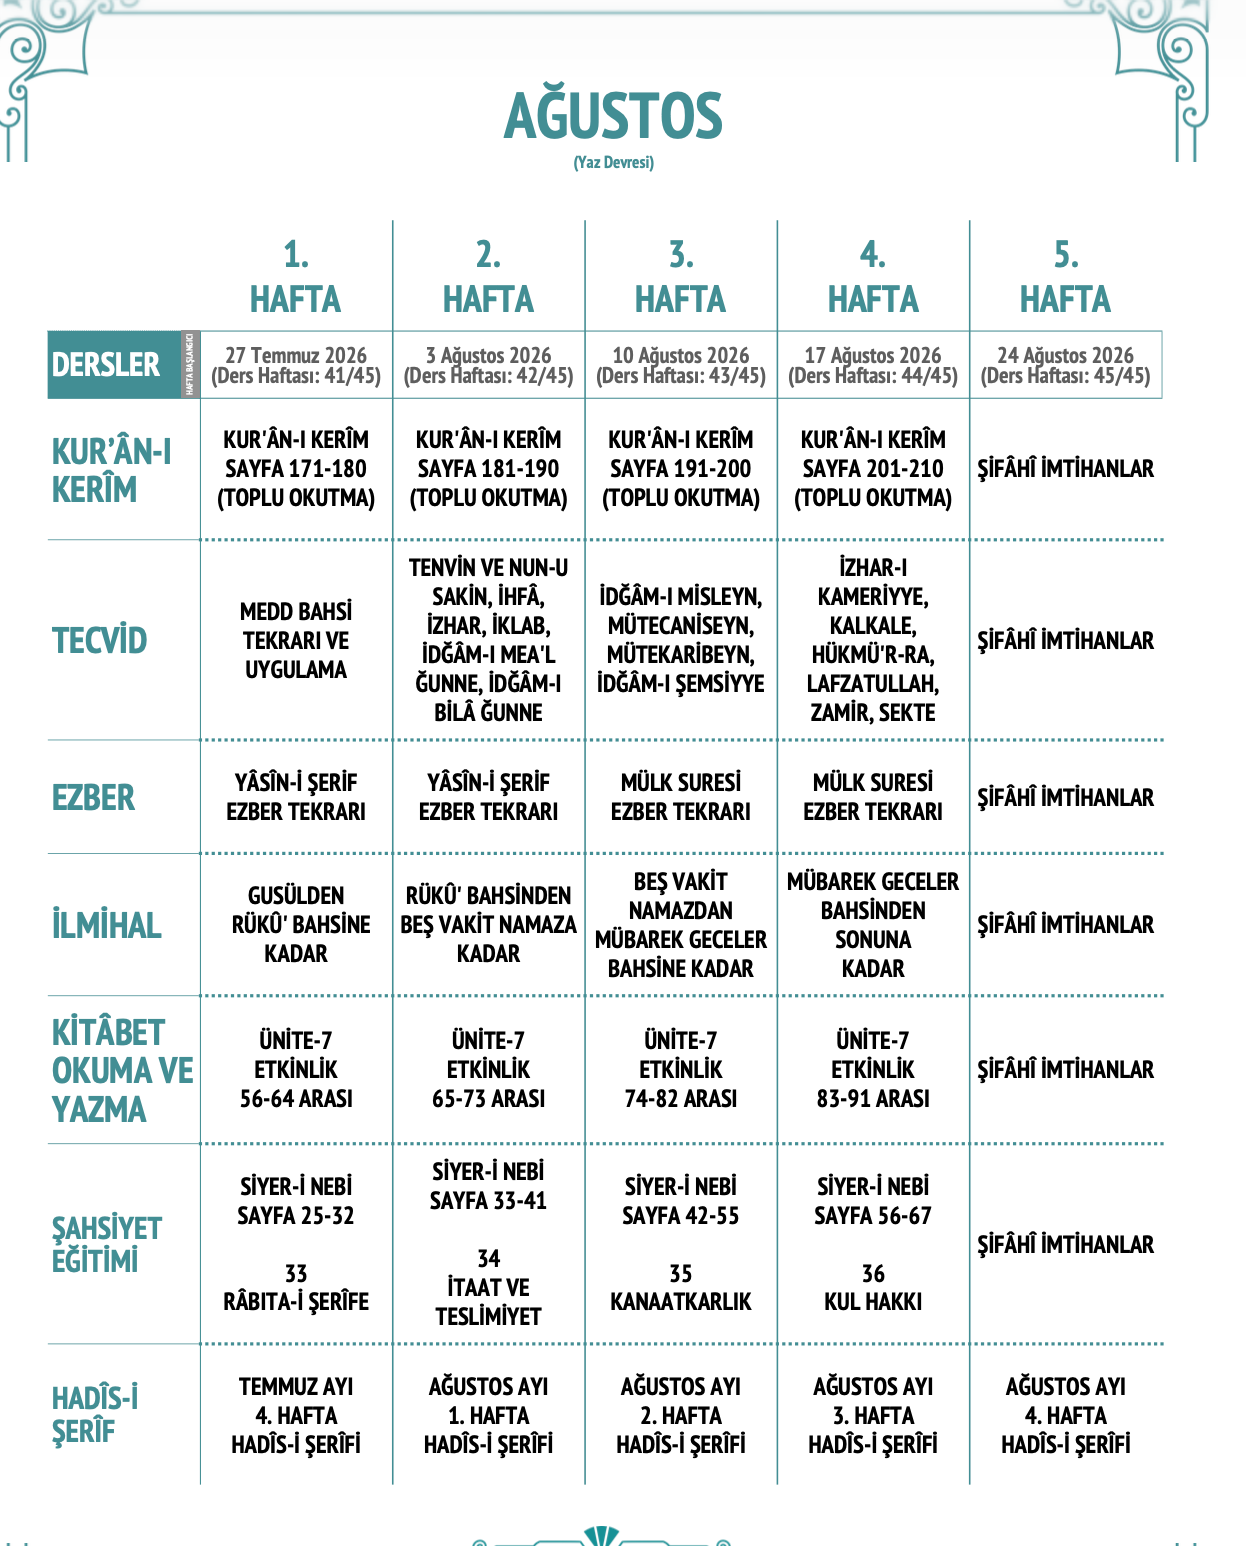 AĞUSTOS
(Yaz Devresi)
1.
HAFTA
2.
HAFTA
3.
HAFTA
4.
HAFTA
5.
HAFTA
DERSLER
HAFTA BAŞLANGICI
27 Temmuz 2026
(Ders Haftası: 41/45)
3 Ağustos 2026
(Ders Haftası: 42/45)
10 Ağustos 2026
(Ders Haftası: 43/45)
17 Ağustos 2026
(Ders Haftası: 44/45)
24 Ağustos 2026
(Ders Haftası: 45/45)
KUR’ÂN-I
KERÎM
KUR'ÂN-I KERÎM
SAYFA 171-180
(TOPLU OKUTMA)
KUR'ÂN-I KERÎM
SAYFA 181-190
(TOPLU OKUTMA)
KUR'ÂN-I KERÎM
SAYFA 191-200
(TOPLU OKUTMA)
KUR'ÂN-I KERÎM
SAYFA 201-210
(TOPLU OKUTMA)
ŞİFÂHÎ İMTİHANLAR
TECVİD
MEDD BAHSİ
TEKRARI VE
UYGULAMA
TENVİN VE NUN-U
SAKİN, İHFÂ,
İZHAR, İKLAB,
İDĞÂM-I MEA'L
ĞUNNE, İDĞÂM-I
BİLÂ ĞUNNE
İDĞÂM-I MİSLEYN,
MÜTECANİSEYN,
MÜTEKARİBEYN,
İDĞÂM-I ŞEMSİYYE
İZHAR-I
KAMERİYYE,
KALKALE,
HÜKMÜ'R-RA,
LAFZATULLAH,
ZAMİR, SEKTE
ŞİFÂHÎ İMTİHANLAR
EZBER
YÂSÎN-İ ŞERİF
EZBER TEKRARI
YÂSÎN-İ ŞERİF
EZBER TEKRARI
MÜLK SURESİ
EZBER TEKRARI
MÜLK SURESİ
EZBER TEKRARI
ŞİFÂHÎ İMTİHANLAR
İLMİHAL
GUSÜLDEN
RÜKÛ' BAHSİNE
KADAR
RÜKÛ' BAHSİNDEN
BEŞ VAKİT NAMAZA
KADAR
BEŞ VAKİT
NAMAZDAN
MÜBAREK GECELER
BAHSİNE KADAR
MÜBAREK GECELER
BAHSİNDEN
SONUNA
KADAR
ŞİFÂHÎ İMTİHANLAR
KİTÂBET
OKUMA VE
YAZMA
ÜNİTE-7
ETKİNLİK
56-64 ARASI
ÜNİTE-7
ETKİNLİK
65-73 ARASI
ÜNİTE-7
ETKİNLİK
74-82 ARASI
ÜNİTE-7
ETKİNLİK
83-91 ARASI
ŞİFÂHÎ İMTİHANLAR
ŞAHSİYET
EĞİTİMİ
SİYER-İ NEBİ
SAYFA 25-32
33
RÂBITA-İ ŞERÎFE
SİYER-İ NEBİ
SAYFA 33-41
34
İTAAT VE
TESLİMİYET
SİYER-İ NEBİ
SAYFA 42-55
35
KANAATKARLIK
SİYER-İ NEBİ
SAYFA 56-67
36
KUL HAKKI
ŞİFÂHÎ İMTİHANLAR
HADÎS-İ
ŞERÎF
TEMMUZ AYI
4. HAFTA
HADÎS-İ ŞERÎFİ
AĞUSTOS AYI
1. HAFTA
HADÎS-İ ŞERÎFİ
AĞUSTOS AYI
2. HAFTA
HADÎS-İ ŞERÎFİ
AĞUSTOS AYI
3. HAFTA
HADÎS-İ ŞERÎFİ
AĞUSTOS AYI
4. HAFTA
HADÎS-İ ŞERÎFİ